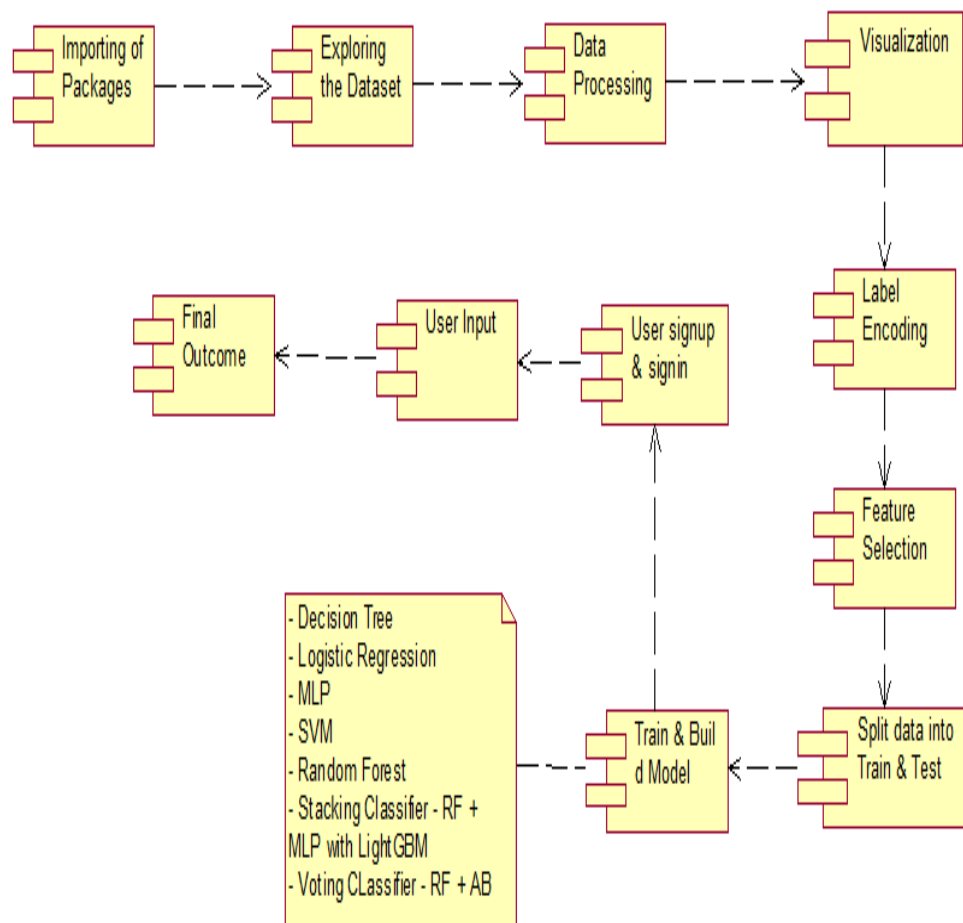 Importing of
Packages
Exploring
the Dataset
Data
Processing
Visualization
Label
Encoding
Final
Outcome
User Input
User signup
& signin
Feature
Selection
- Decision Tree
- Logistic Regression
- MLP
- SVM
- Random Forest
- Stacking Classifier - RF +
MLP with LightGBM
- Voting CLassifier - RF + AB
Train & Buil
d Model
Split data into
Train & Test